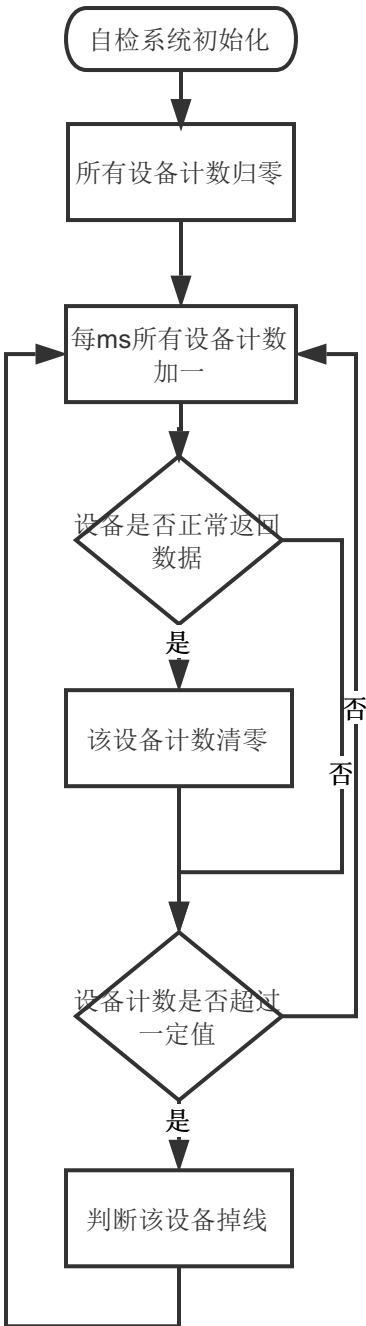 自检系统初始化
所有设备计数归零
每ms所有设备计数
加一
设备是否正常返回
数据
是
该设备计数清零
否
否
设备计数是否超过
一定值
是
判断该设备掉线